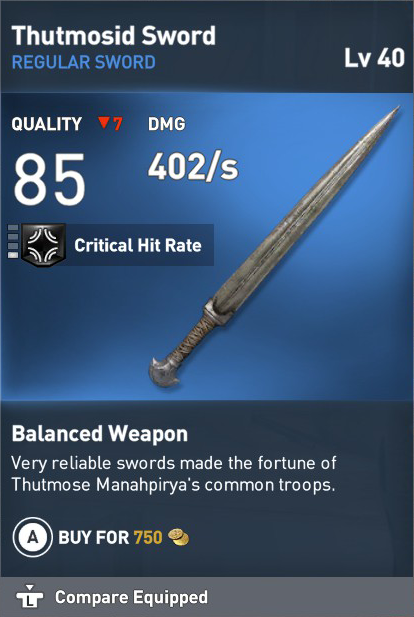 Thutmosid Sword
REGULAR SWORD
Lv 40
QUALITY ▼7 DMG
85 402/s
Critical Hit Rate
Balanced Weapon
Very reliable swords made the fortune of
Thutmose Manahpirya's common troops.
A BUY FOR 750
L Compare Equipped